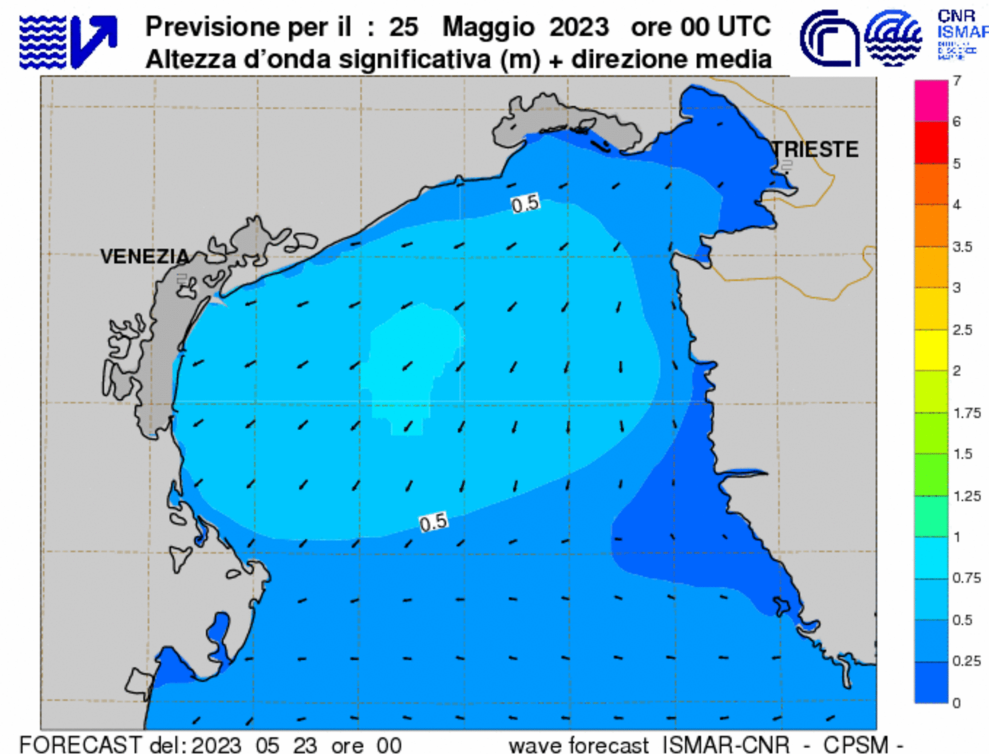 Previsione per il : 25 Maggio 2023 ore 00 UTC
Altezza d'onda significativa (m) + direzione media
CNR
ISMAR
TRIESTE
VENEZIA
0.5
0.5
7
6
5
4
3.5
3
2.5
2
1.75
1.5
1.25
1
0.75
0.5
0.25
0
FORECAST del: 2023 05 23 ore 00
wave forecast ISMAR-CNR - CPSM -